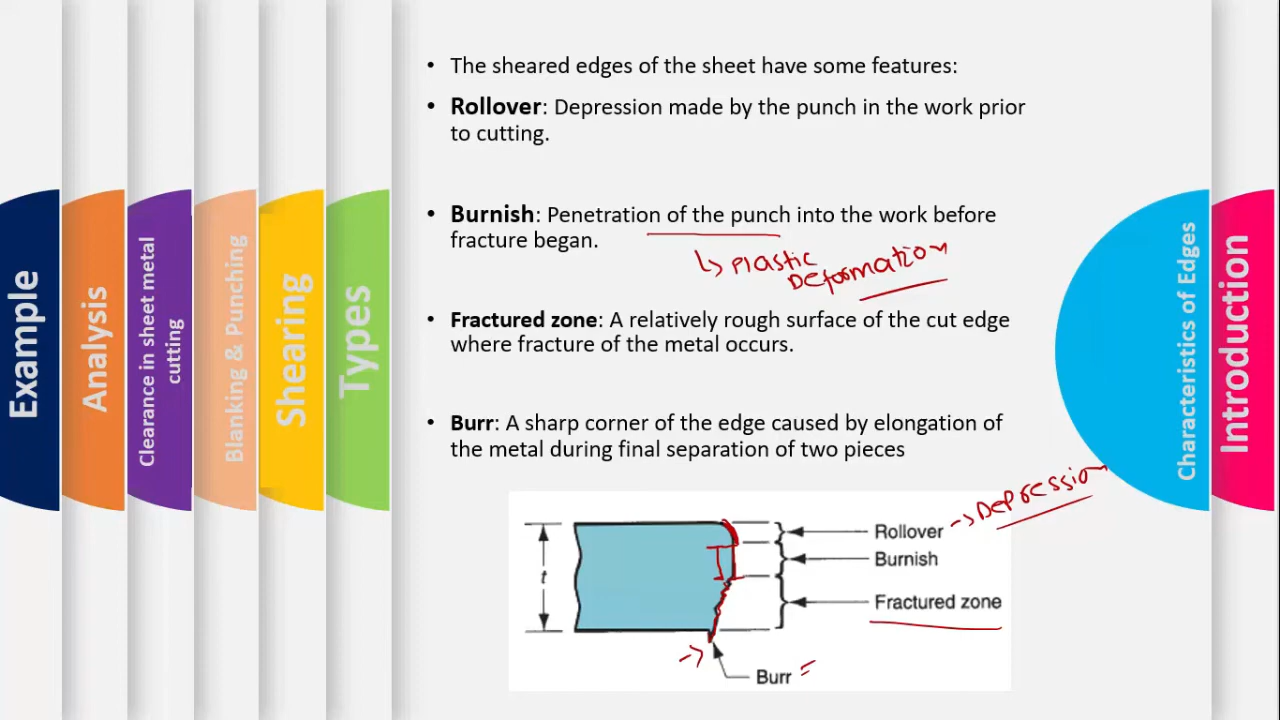 Example
Analysis
Clearance in sheet metal
cutting
Blanking & Punching
Shearing
Types
• The sheared edges of the sheet have some features:
• Rollover: Depression made by the punch in the work prior
to cutting.
• Burnish: Penetration of the punch into the work before
fracture began.
↳ Plastic
Deformation
• Fractured zone: A relatively rough surface of the cut edge
where fracture of the metal occurs.
• Burr: A sharp corner of the edge caused by elongation of
the metal during final separation of two pieces
t
Rollover → Depression
Burnish
Fractured zone
→
Burr =
Characteristics of Edges
Introduction